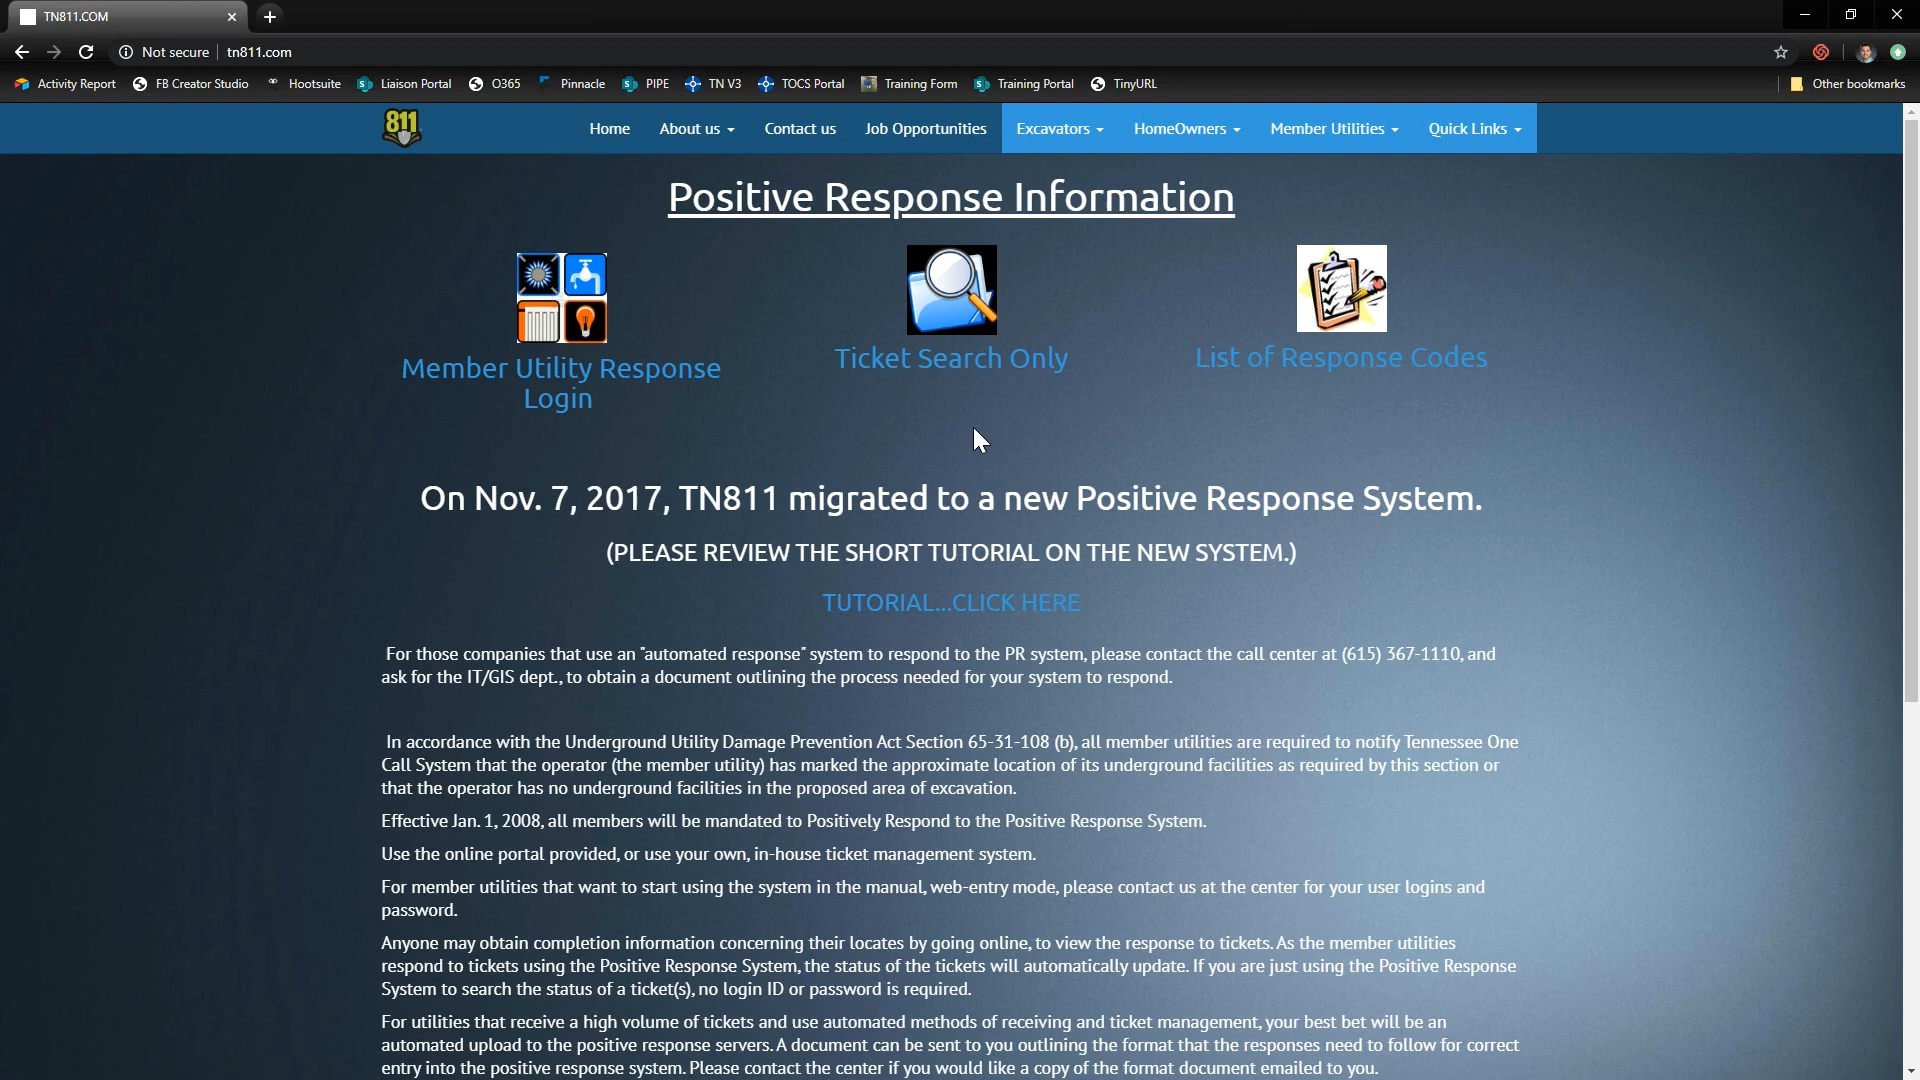 TN811.COM
Not secure tn811.com
Activity Report FB Creator Studio Hootsuite Liaison Portal O365 Pinnacle PIPE TN V3 TOCS Portal Training Form Training Portal TinyURL Other bookmarks
811 Home About us Contact us Job Opportunities Excavators HomeOwners Member Utilities Quick Links
Positive Response Information
Member Utility Response
Login
Ticket Search Only
List of Response Codes
On Nov. 7, 2017, TN811 migrated to a new Positive Response System.
(PLEASE REVIEW THE SHORT TUTORIAL ON THE NEW SYSTEM.)
TUTORIAL...CLICK HERE
For those companies that use an "automated response" system to respond to the PR system, please contact the call center at (615) 367-1110, and
ask for the IT/GIS dept., to obtain a document outlining the process needed for your system to respond.
In accordance with the Underground Utility Damage Prevention Act Section 65-31-108 (b), all member utilities are required to notify Tennessee One
Call System that the operator (the member utility) has marked the approximate location of its underground facilities as required by this section or
that the operator has no underground facilities in the proposed area of excavation.
Effective Jan. 1, 2008, all members will be mandated to Positively Respond to the Positive Response System.
Use the online portal provided, or use your own, in-house ticket management system.
For member utilities that want to start using the system in the manual, web-entry mode, please contact us at the center for your user logins and
password.
Anyone may obtain completion information concerning their locates by going online, to view the response to tickets. As the member utilities
respond to tickets using the Positive Response System, the status of the tickets will automatically update. If you are just using the Positive Response
System to search the status of a ticket(s), no login ID or password is required.
For utilities that receive a high volume of tickets and use automated methods of receiving and ticket management, your best bet will be an
automated upload to the positive response servers. A document can be sent to you outlining the format that the responses need to follow for correct
entry into the positive response system. Please contact the center if you would like a copy of the format document emailed to you.